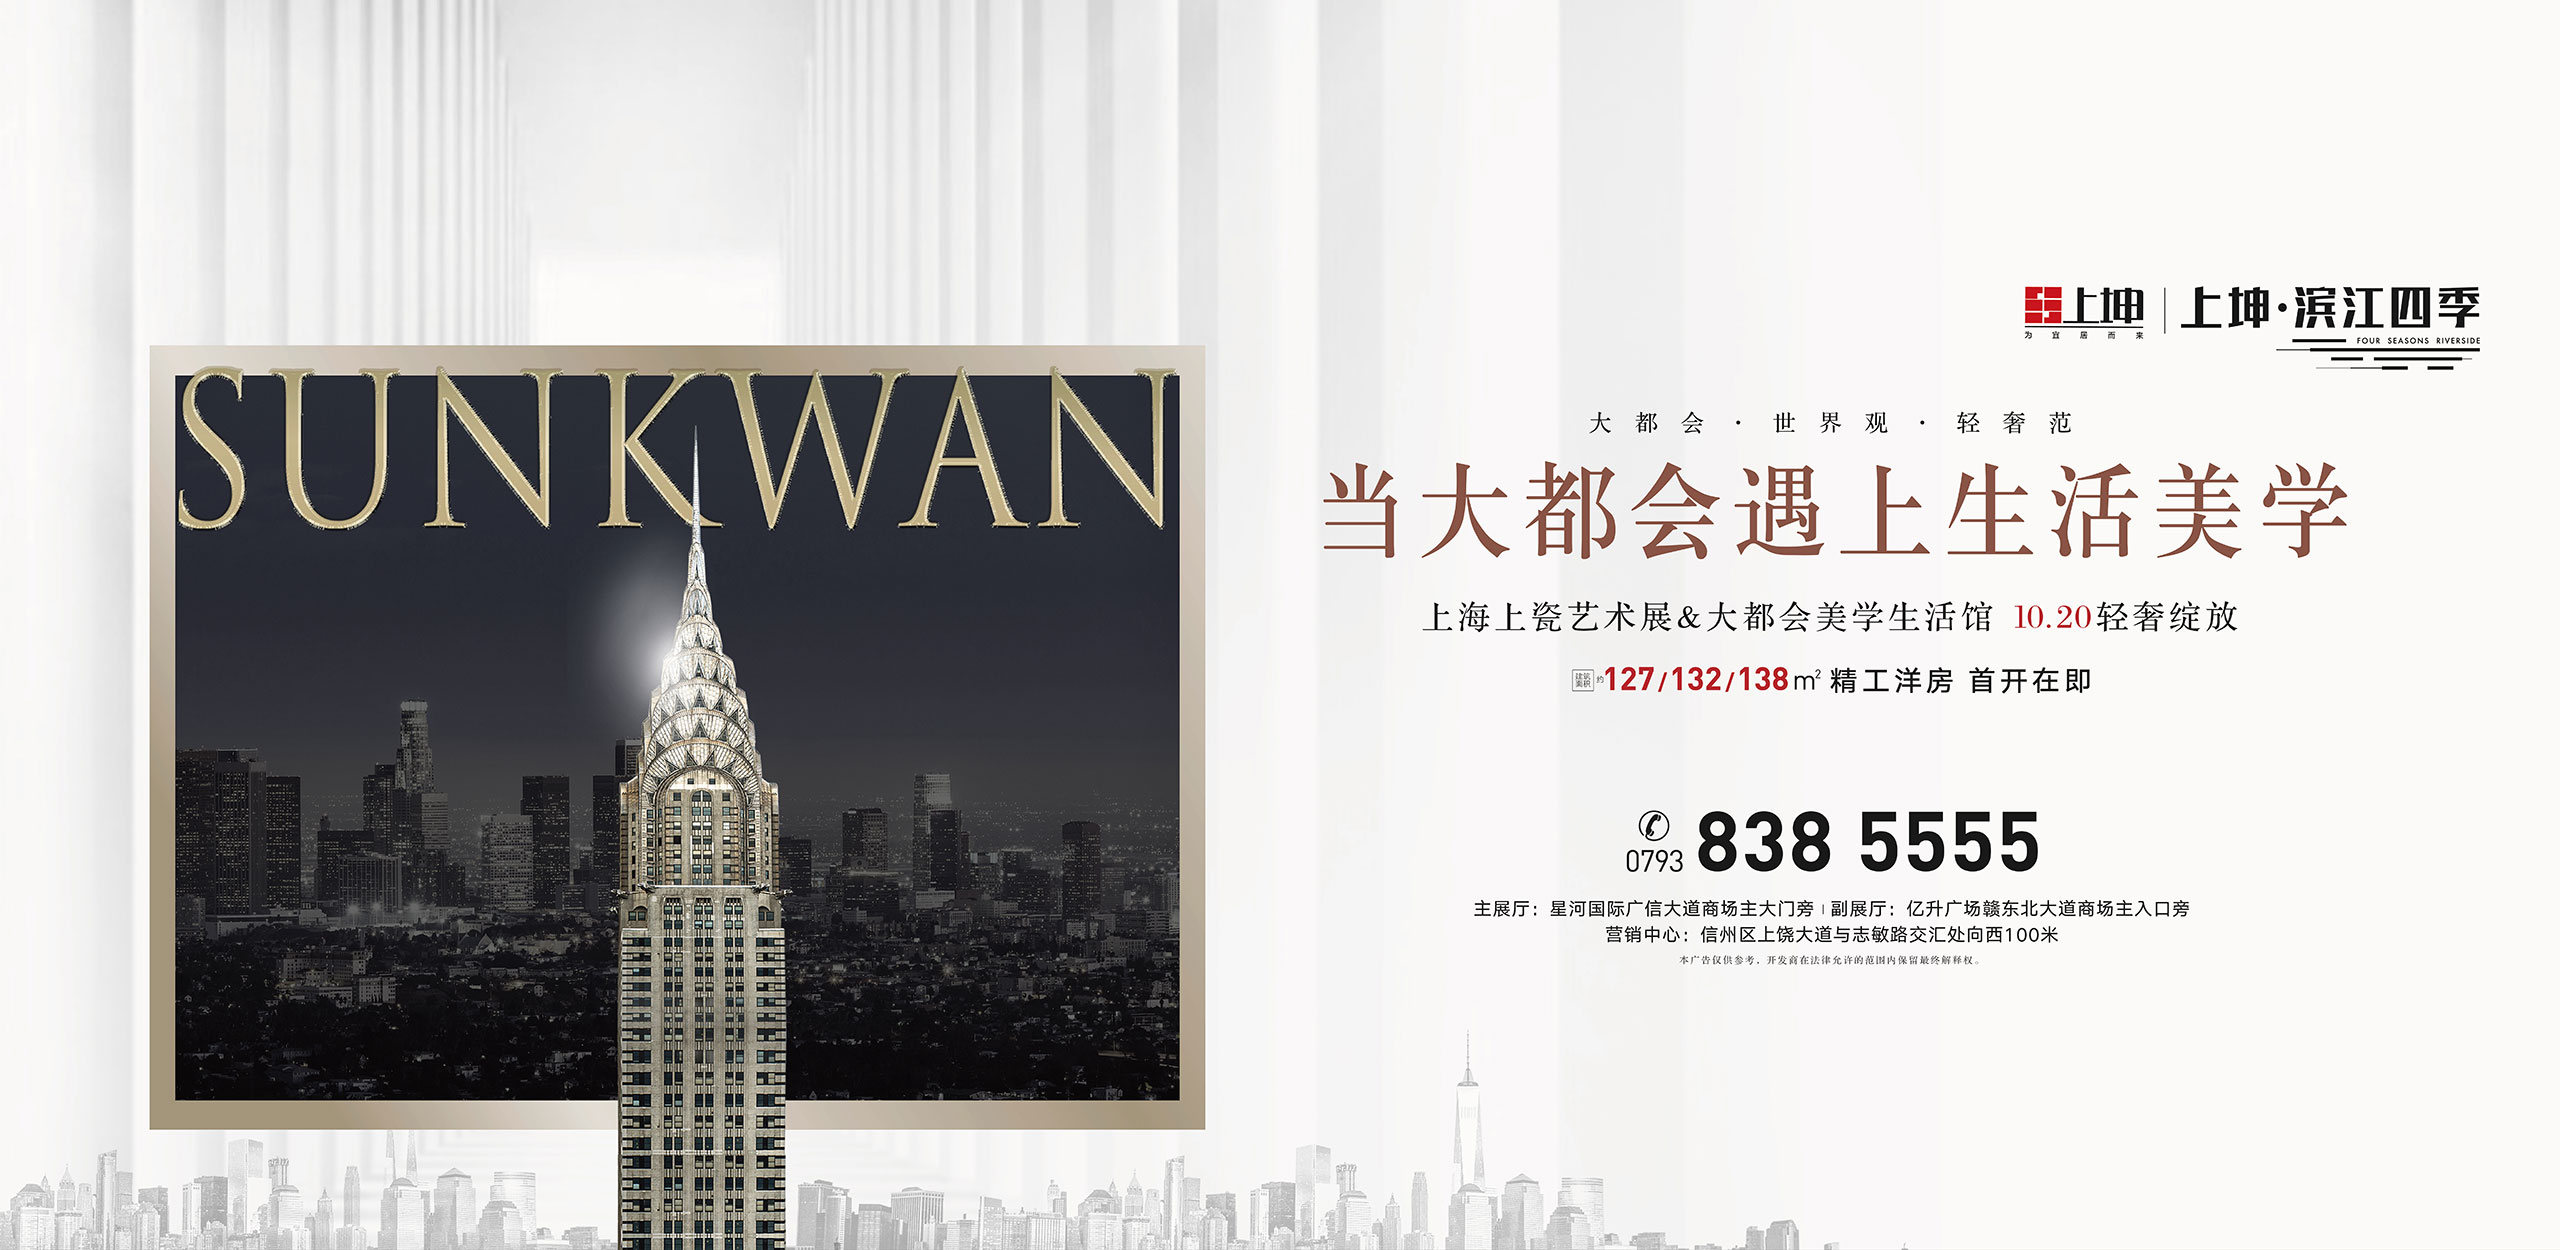 SUNKWAN
上坤
为宜居而来
上坤·滨江四季
FOUR SEASONS RIVERSIDE
大都会·世界观·轻奢范
当大都会遇上生活美学
上海上瓷艺术展&大都会美学生活馆 10.20轻奢绽放
建筑面积约127/132/138m²精工洋房 首开在即
0793 838 5555
主展厅：星河国际广信大道商场主大门旁 | 副展厅：亿升广场赣东北大道商场主入口旁
营销中心：信州区上饶大道与志敏路交汇处向西100米
本广告仅供参考，开发商在法律允许的范围内保留最终解释权。